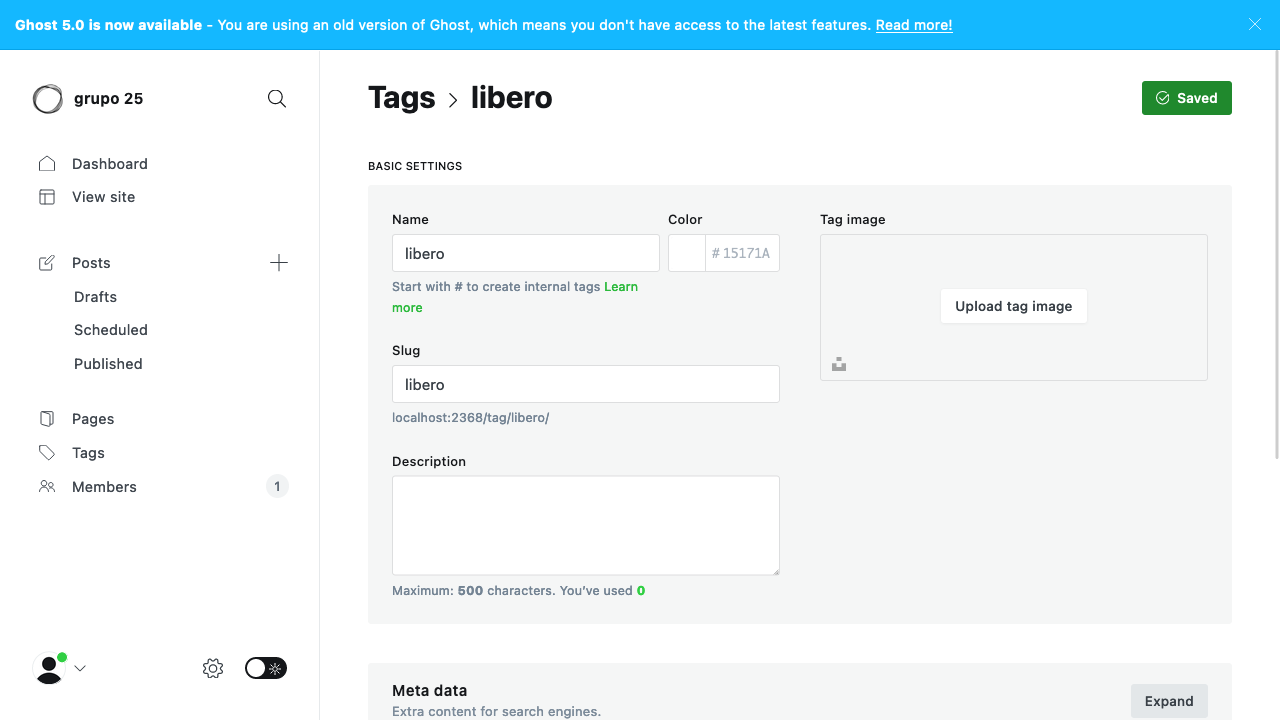 Ghost 5.0 is now available - You are using an old version of Ghost, which means you don't have access to the latest features. Read more!
grupo 25
Tags > libero
Saved
Dashboard
View site
BASIC SETTINGS
Name
Color
Tag image
libero
# 15171A
Start with # to create internal tags Learn
more
Upload tag image
Posts
Drafts
Scheduled
Published
Slug
libero
localhost:2368/tag/libero/
Pages
Tags
Members
1
Description
Maximum: 500 characters. You've used 0
Meta data
Extra content for search engines.
Expand